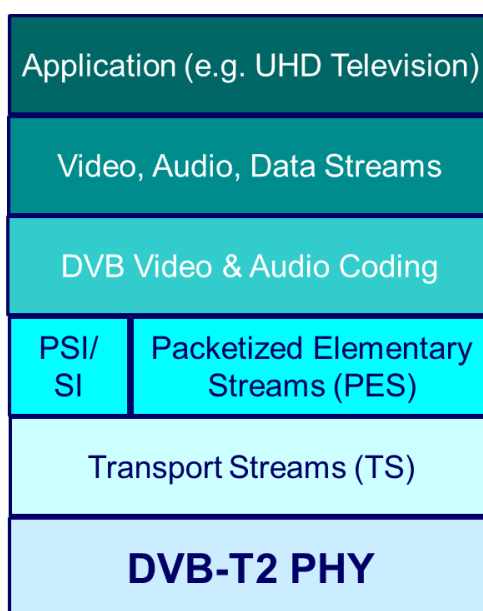 Application (e.g. UHD Television)
Video, Audio, Data Streams
DVB Video & Audio Coding
PSI/
SI
Packetized Elementary
Streams (PES)
Transport Streams (TS)
DVB-T2 PHY